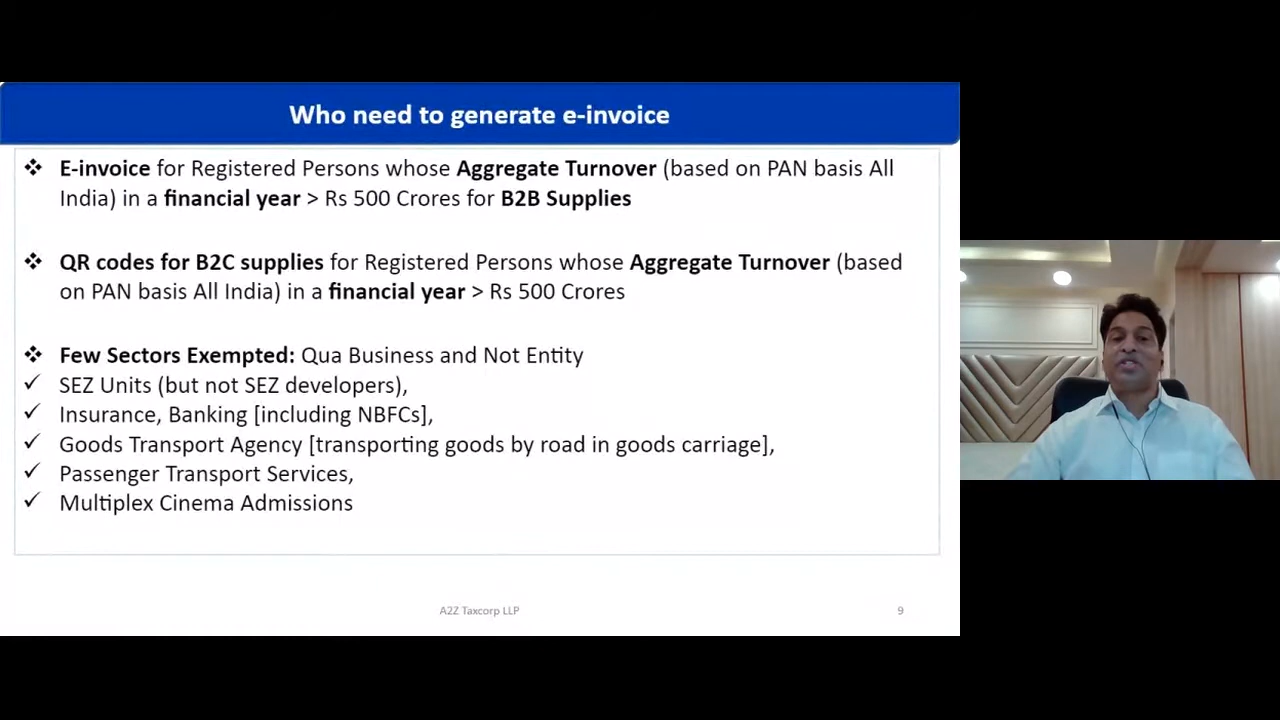 Who need to generate e-invoice
❖ E-invoice for Registered Persons whose Aggregate Turnover (based on PAN basis All
India) in a financial year > Rs 500 Crores for B2B Supplies
❖ QR codes for B2C supplies for Registered Persons whose Aggregate Turnover (based
on PAN basis All India) in a financial year > Rs 500 Crores
❖ Few Sectors Exempted: Qua Business and Not Entity
✓ SEZ Units (but not SEZ developers),
✓ Insurance, Banking [including NBFCs],
✓ Goods Transport Agency [transporting goods by road in goods carriage],
✓ Passenger Transport Services,
✓ Multiplex Cinema Admissions
A2Z Taxcorp LLP
9